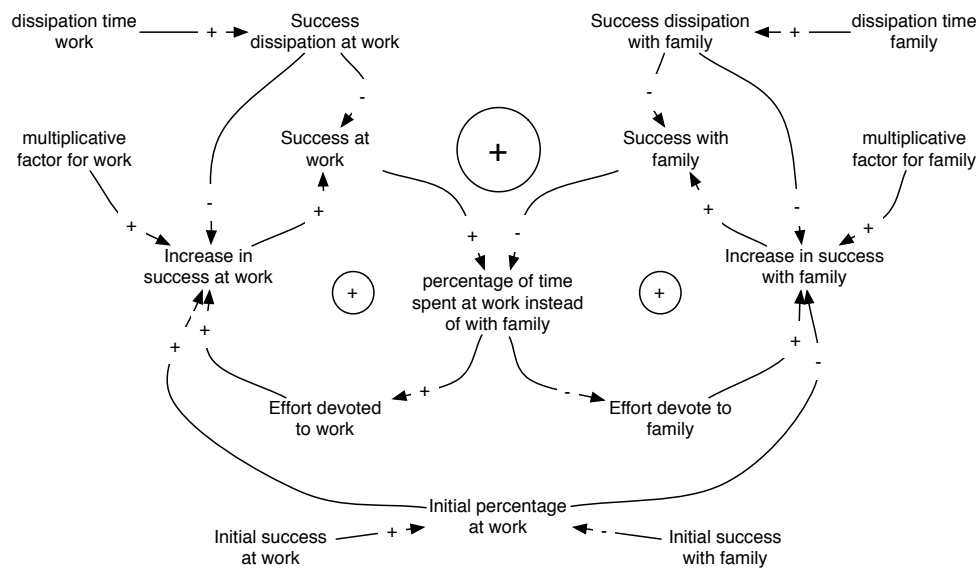 dissipation time
work
+
Success
dissipation at work
Success dissipation
with family
+
dissipation time
family
-
-
multiplicative
factor for work
Success at
work
+
Success with
family
multiplicative
factor for family
+
-
+
+
-
+
-
+
Increase in
success at work
+
percentage of time
spent at work instead
of with family
+
Increase in success
with family
+
+
+
-
+
-
Effort devoted
to work
Effort devote to
family
Initial percentage
at work
Initial success
at work
+
-
Initial success
with family